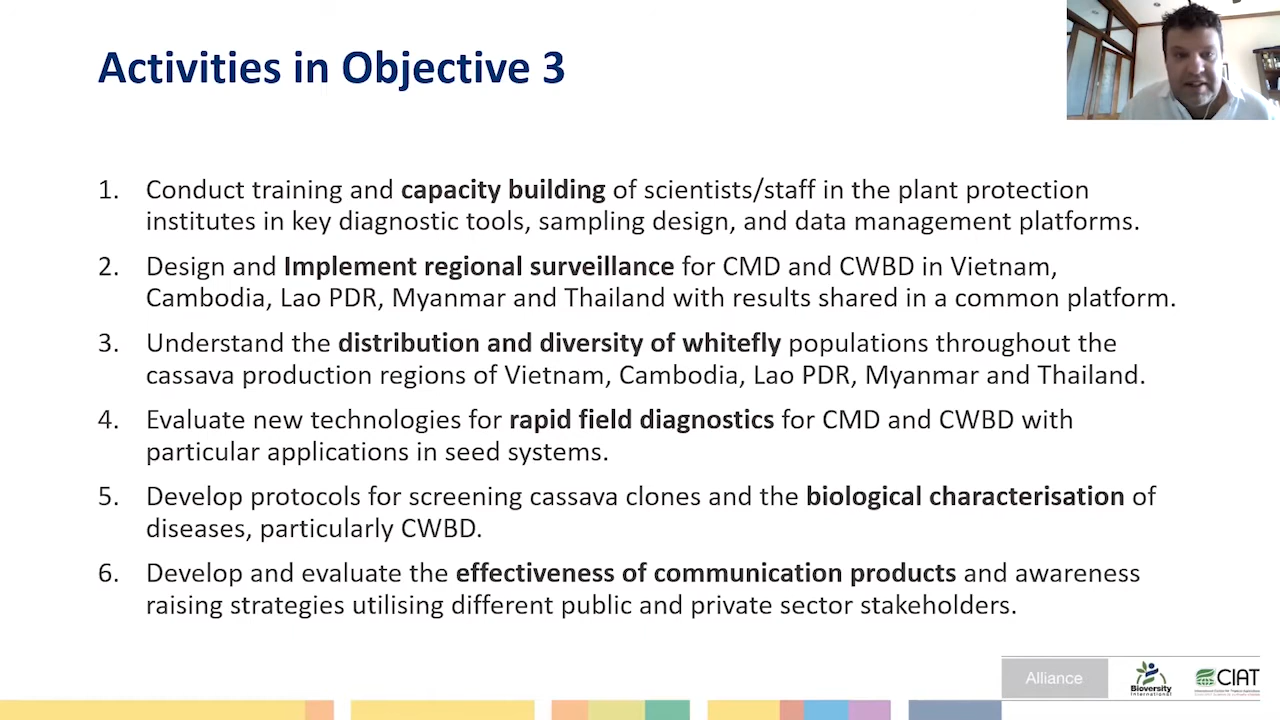 Activities in Objective 3
1. Conduct training and capacity building of scientists/staff in the plant protection
institutes in key diagnostic tools, sampling design, and data management platforms.
2. Design and Implement regional surveillance for CMD and CWBD in Vietnam,
Cambodia, Lao PDR, Myanmar and Thailand with results shared in a common platform.
3. Understand the distribution and diversity of whitefly populations throughout the
cassava production regions of Vietnam, Cambodia, Lao PDR, Myanmar and Thailand.
4. Evaluate new technologies for rapid field diagnostics for CMD and CWBD with
particular applications in seed systems.
5. Develop protocols for screening cassava clones and the biological characterisation of
diseases, particularly CWBD.
6. Develop and evaluate the effectiveness of communication products and awareness
raising strategies utilising different public and private sector stakeholders.
Alliance
Bioversity
International
CIAT